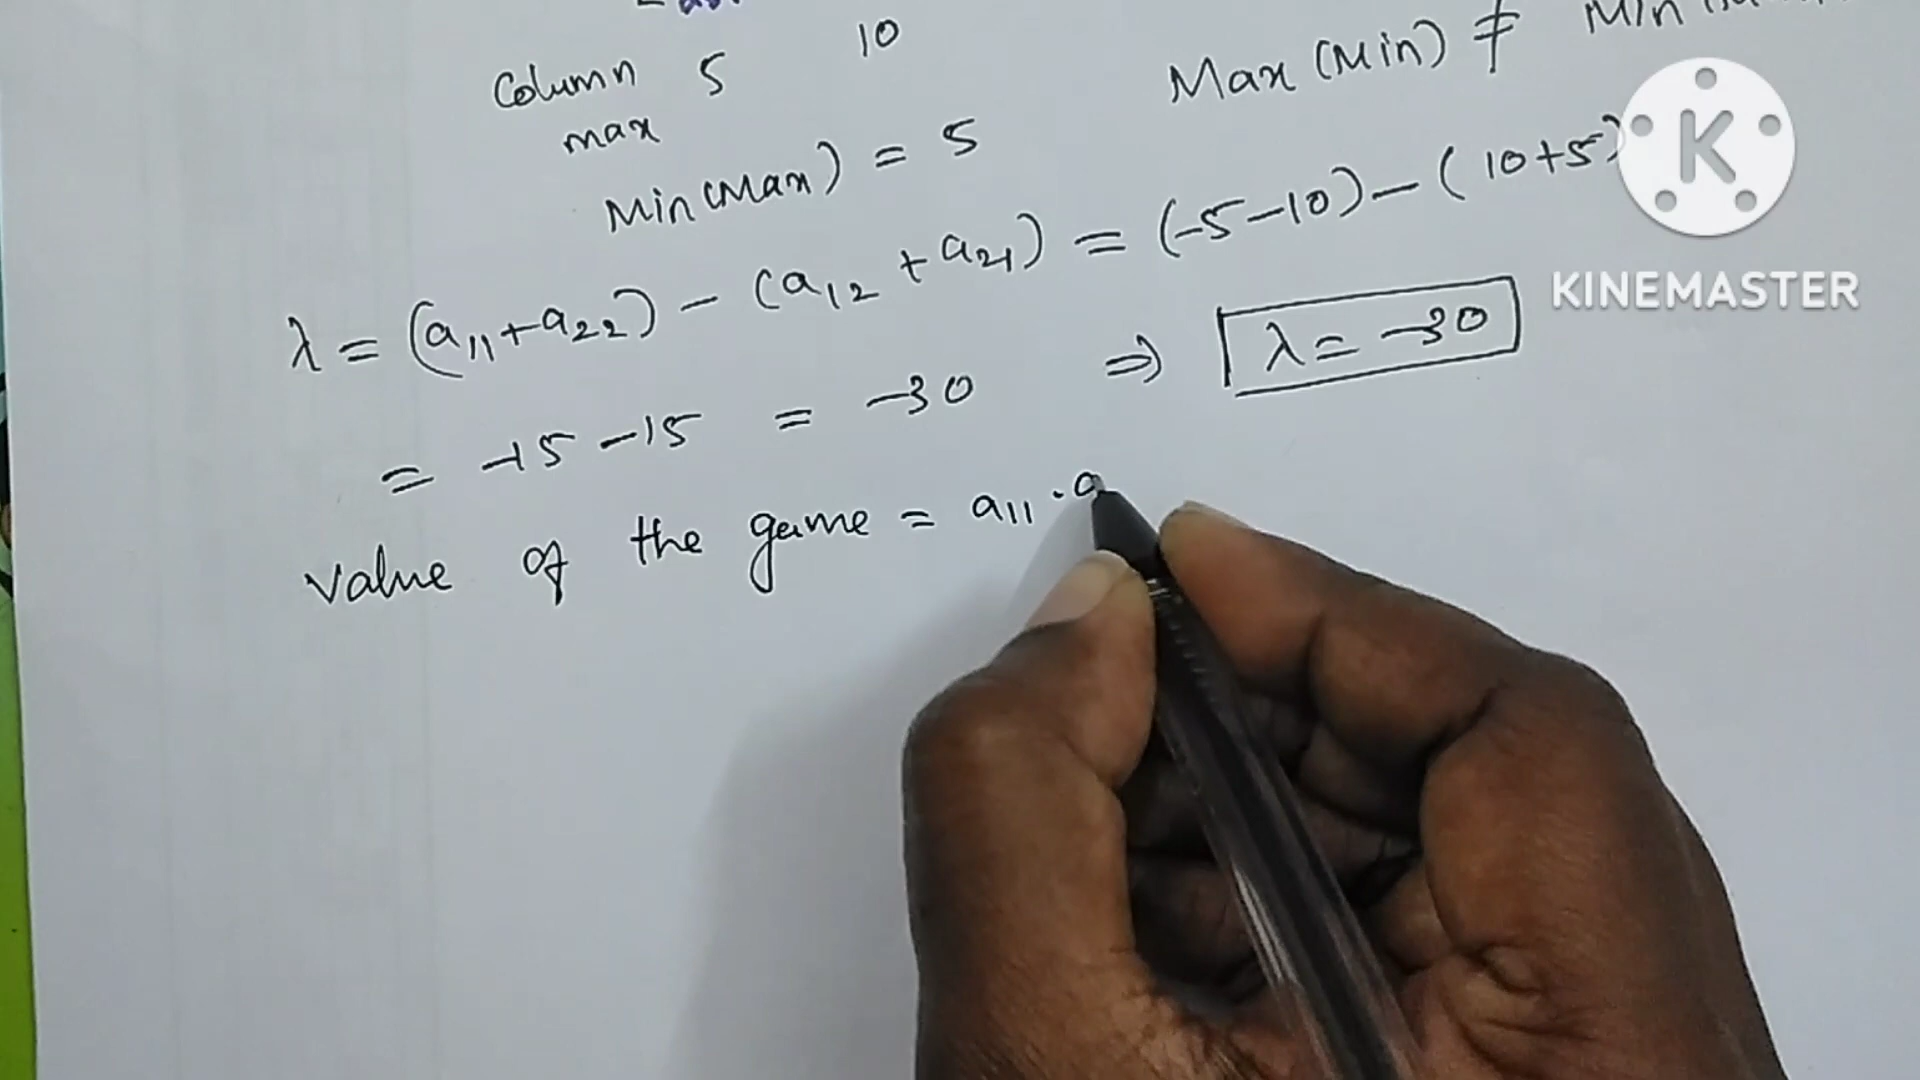 Column 5 10
max
Min(Max) = 5
Max (Min) ≠ Min
λ = (a11+a22) - (a12 + a21) = (-5-10) - (10+5)
= -15 -15 = -30 ⇒ λ = -30
value of the game = a11 . a
K
KINEMASTER